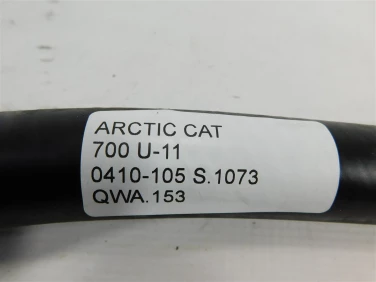 ARCTIC CAT
700 U-11
0410-105 S.1073
QWA.153